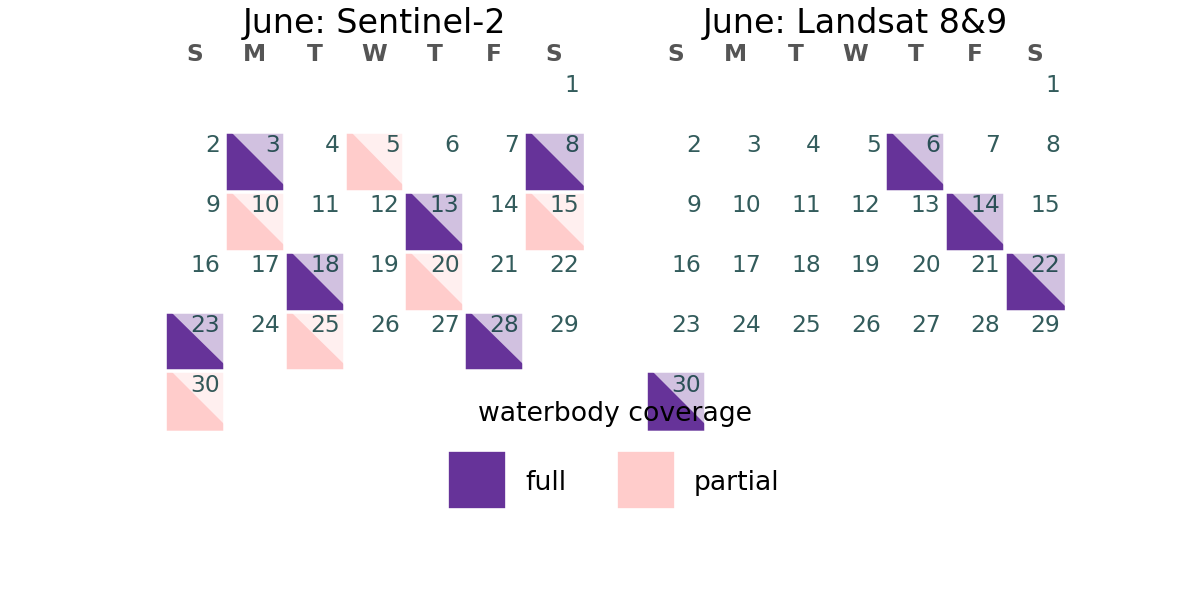 June: Sentinel-2
S M T W T F S
1
2 3 4 5 6 7 8
9 10 11 12 13 14 15
16 17 18 19 20 21 22
23 24 25 26 27 28 29
30
June: Landsat 8&9
S M T W T F S
1
2 3 4 5 6 7 8
9 10 11 12 13 14 15
16 17 18 19 20 21 22
23 24 25 26 27 28 29
30
waterbody coverage
full partial